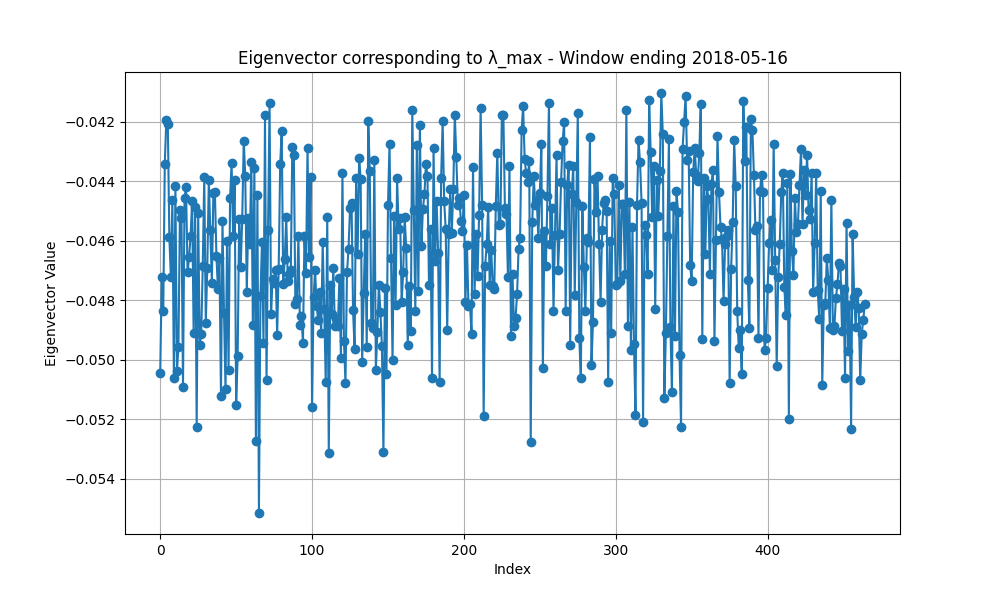 Eigenvector corresponding to λ_max - Window ending 2018-05-16
−0.042
−0.044
−0.046
−0.048
−0.050
−0.052
−0.054
Eigenvector Value
0 100 200 300 400
Index